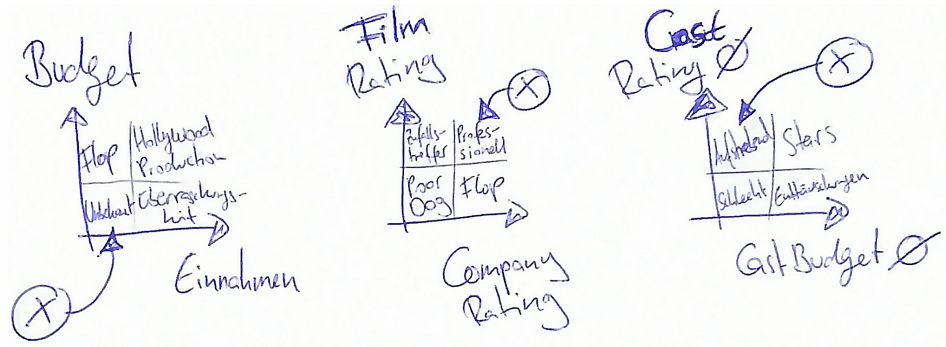 Budget
Flop
Hollywood
Production
Überraschungs-
hit
Einnahmen
X
Film
Rating
X
Zufalls-
treffer
Profes-
sionell
Poor
Dog
Flop
Company
Rating
Cast
Rating Ø
X
Aufstrebend
Stars
Schlecht
Enttäuschungen
Cast Budget Ø